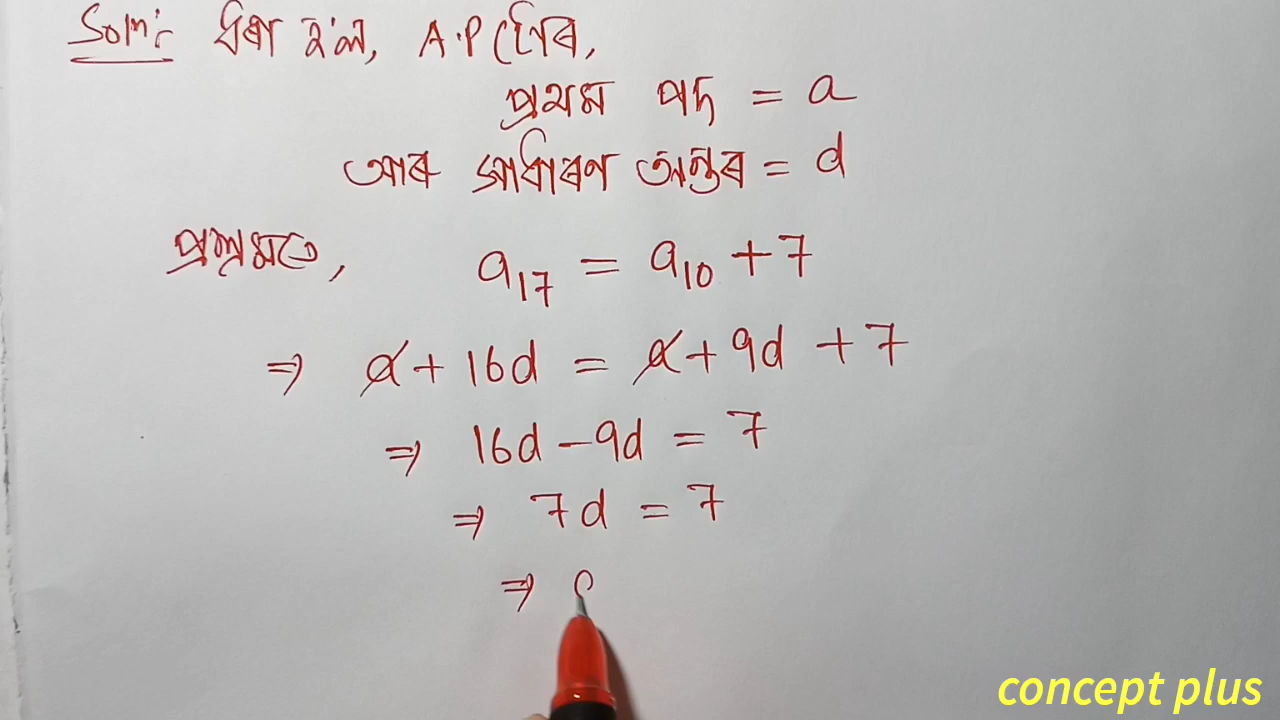 Solnː ধৰা হ'ল, A.P টোৰ,
প্ৰথম পদ = a
আৰু সাধাৰণ অন্তৰ = d
প্ৰশ্নমতে, a₁₇ = a₁₀ + 7
⇒ a + 16d = a + 9d + 7
⇒ 16d − 9d = 7
⇒ 7d = 7
⇒
concept plus